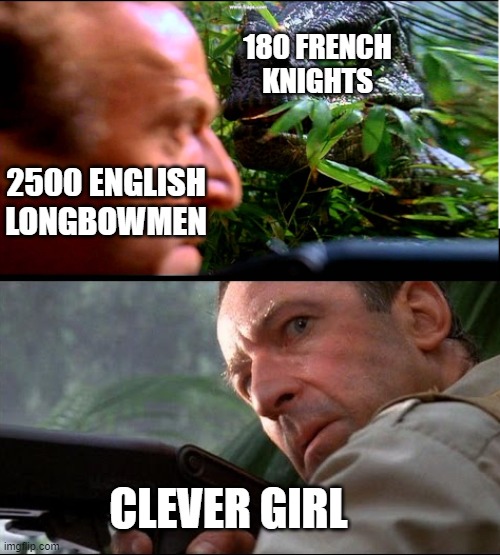 180 FRENCH
KNIGHTS
2500 ENGLISH
LONGBOWMEN
CLEVER GIRL
imgflip.com